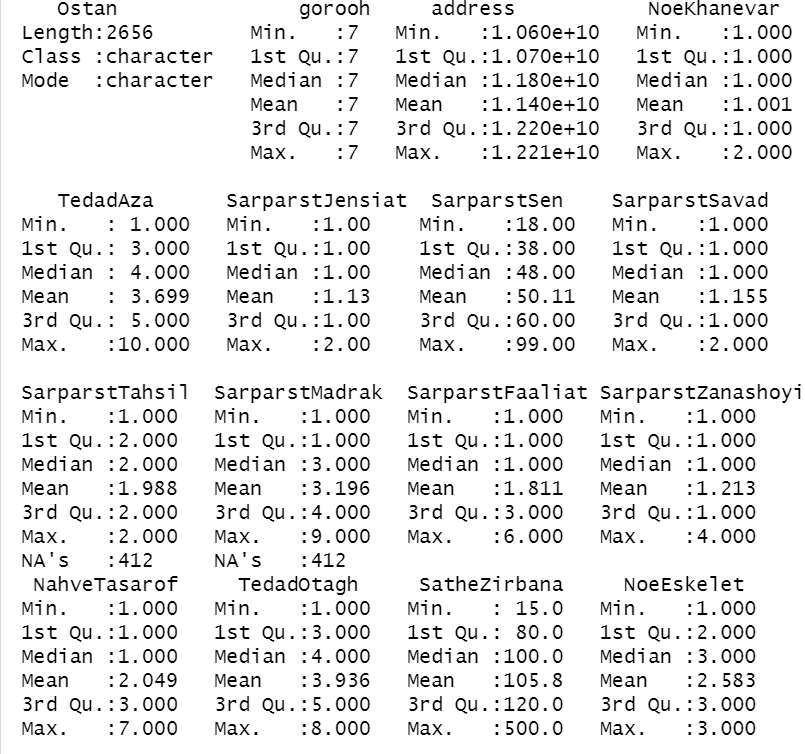 Ostan               gorooh     address           NoeKhanevar
Length:2656        Min.   :7   Min.   :1.060e+10   Min.   :1.000
Class :character   1st Qu.:7   1st Qu.:1.070e+10   1st Qu.:1.000
Mode  :character   Median :7   Median :1.180e+10   Median :1.000
                   Mean   :7   Mean   :1.140e+10   Mean   :1.001
                   3rd Qu.:7   3rd Qu.:1.220e+10   3rd Qu.:1.000
                   Max.   :7   Max.   :1.221e+10   Max.   :2.000
   TedadAza      SarparstJensiat  SarparstSen    SarparstSavad
Min.   : 1.000   Min.   :1.00   Min.   :18.00   Min.   :1.000
1st Qu.: 3.000   1st Qu.:1.00   1st Qu.:38.00   1st Qu.:1.000
Median : 4.000   Median :1.00   Median :48.00   Median :1.000
Mean   : 3.699   Mean   :1.13   Mean   :50.11   Mean   :1.155
3rd Qu.: 5.000   3rd Qu.:1.00   3rd Qu.:60.00   3rd Qu.:1.000
Max.   :10.000   Max.   :2.00   Max.   :99.00   Max.   :2.000
SarparstTahsil  SarparstMadrak  SarparstFaaliat SarparstZanashoyi
Min.   :1.000   Min.   :1.000   Min.   :1.000   Min.   :1.000
1st Qu.:2.000   1st Qu.:1.000   1st Qu.:1.000   1st Qu.:1.000
Median :2.000   Median :3.000   Median :1.000   Median :1.000
Mean   :1.988   Mean   :3.196   Mean   :1.811   Mean   :1.213
3rd Qu.:2.000   3rd Qu.:4.000   3rd Qu.:3.000   3rd Qu.:1.000
Max.   :2.000   Max.   :9.000   Max.   :6.000   Max.   :4.000
NA's   :412     NA's   :412
 NahveTasarof     TedadOtagh     SatheZirbana     NoeEskelet
Min.   :1.000   Min.   :1.000   Min.   : 15.0   Min.   :1.000
1st Qu.:1.000   1st Qu.:3.000   1st Qu.: 80.0   1st Qu.:2.000
Median :1.000   Median :4.000   Median :100.0   Median :3.000
Mean   :2.049   Mean   :3.936   Mean   :105.8   Mean   :2.583
3rd Qu.:3.000   3rd Qu.:5.000   3rd Qu.:120.0   3rd Qu.:3.000
Max.   :7.000   Max.   :8.000   Max.   :500.0   Max.   :3.000